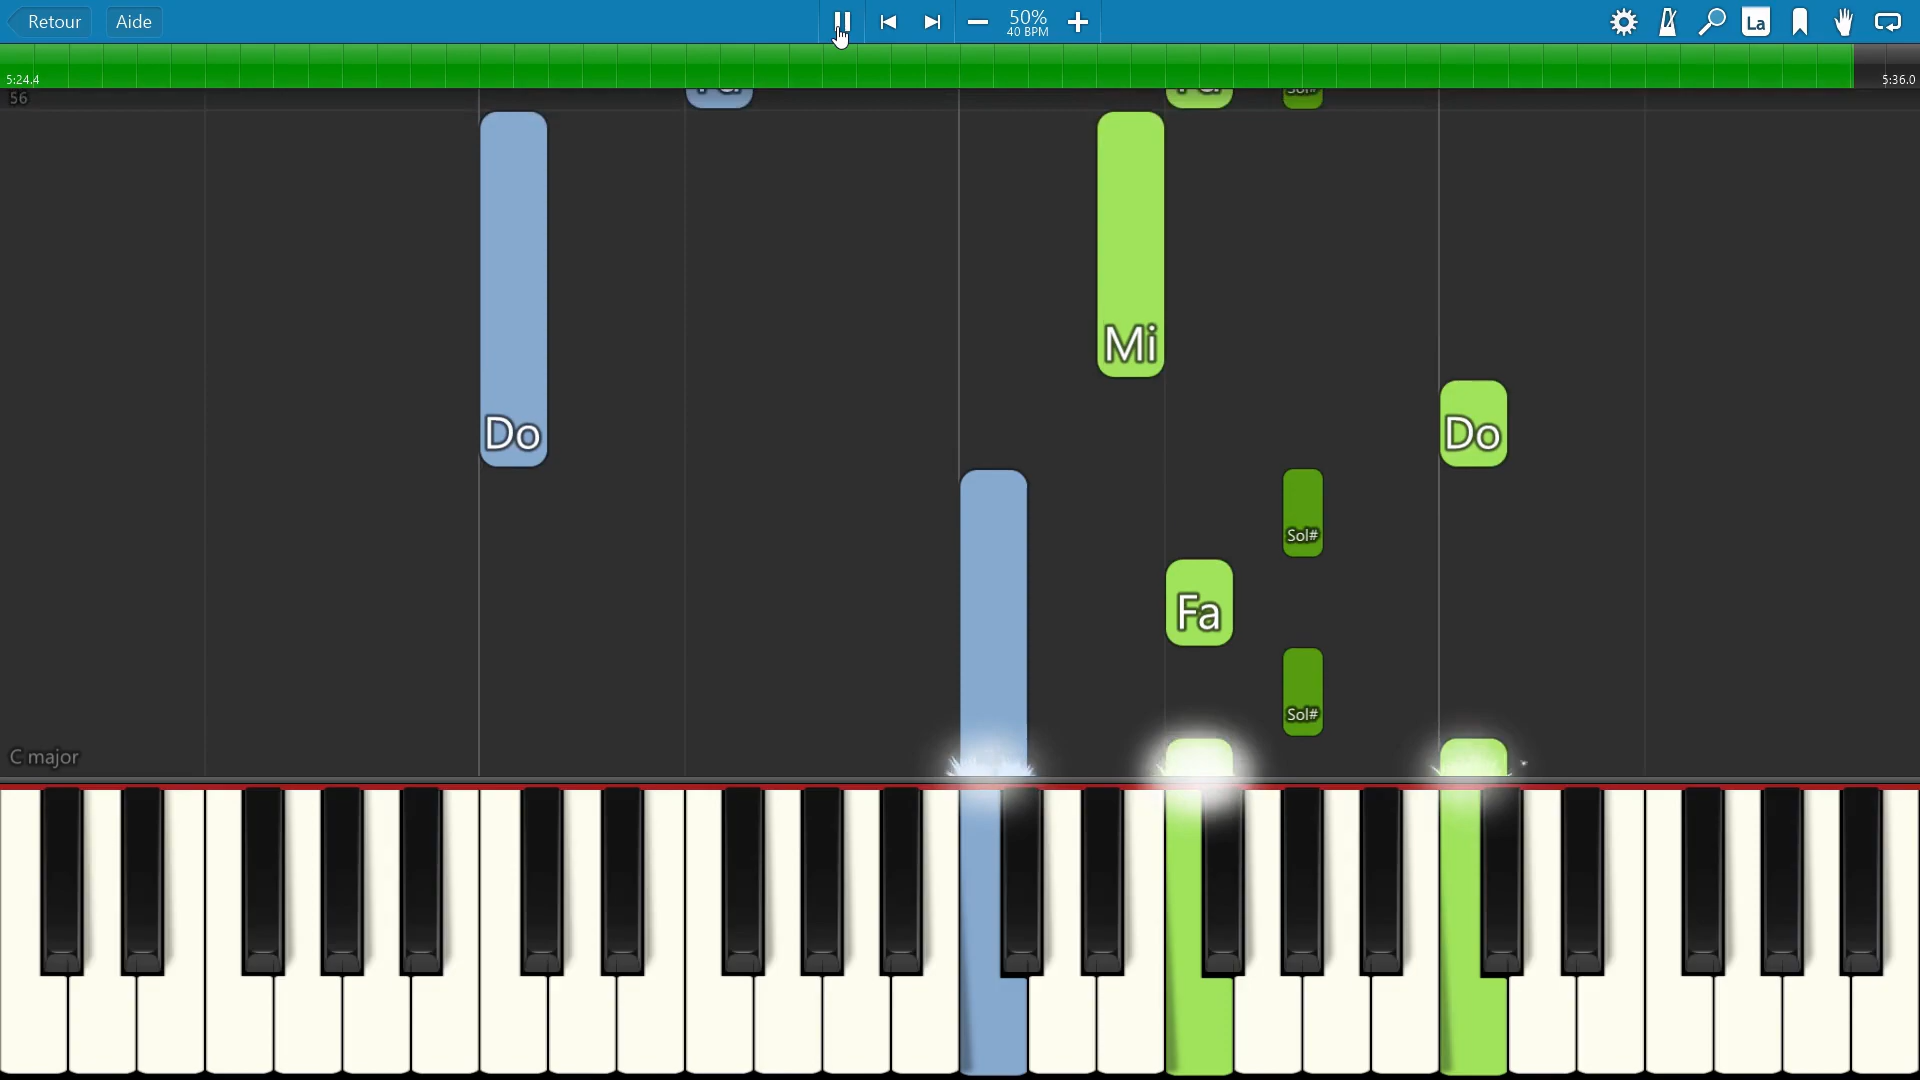 Retour Aide 50% La
40 BPM
5:24.4 5:36.0
56 Sol#
Mi
Do Do
Sol#
Fa
Sol#
C major